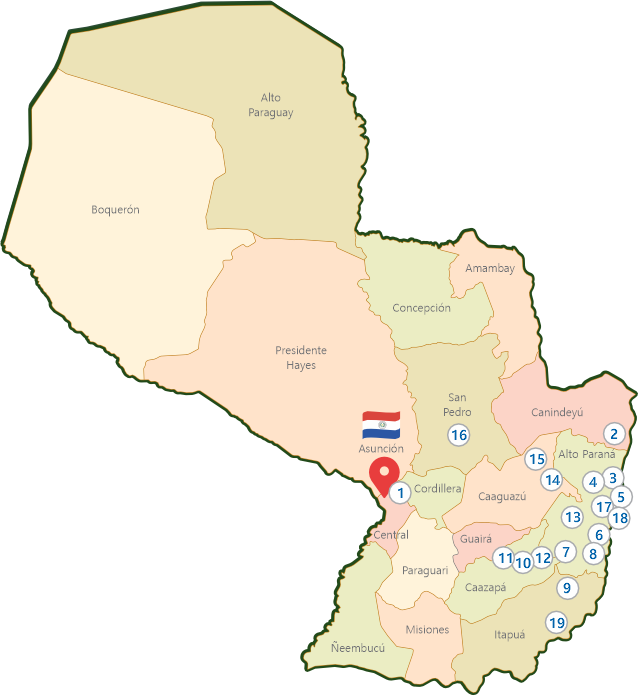 Alto
Paraguay
Boquerón
Amambay
Concepción
Presidente
Hayes
San
Pedro
Canindeyú
16
2
Asunción
Alto Paraná
15
14
3
4
5
1
Cordillera
Caaguazú
17
18
13
Central
Guairá
6
11
10
12
7
8
Paraguari
Caazapá
9
19
Misiones
Itapuá
Ñeembucú